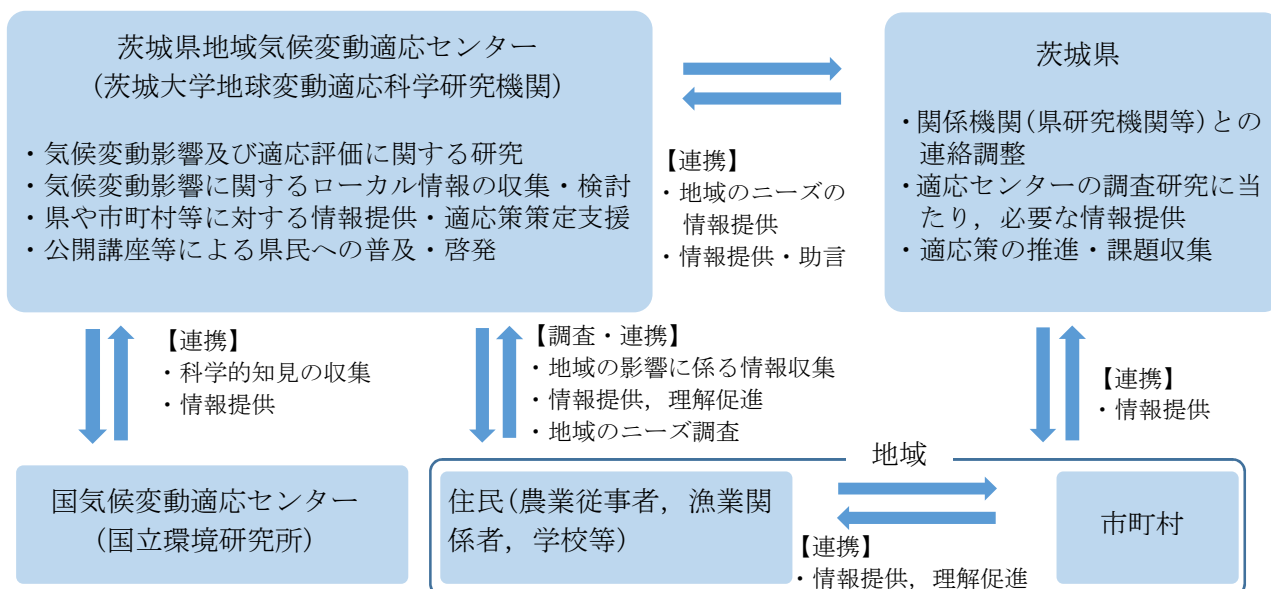 茨城県地域気候変動適応センター
(茨城大学地球変動適応科学研究機関)
・気候変動影響及び適応評価に関する研究
・気候変動影響に関するローカル情報の収集・検討
・県や市町村等に対する情報提供・適応策策定支援
・公開講座等による県民への普及・啓発
【連携】
・地域のニーズの
情報提供
・情報提供・助言
茨城県
・関係機関(県研究機関等)との
連絡調整
・適応センターの調査研究に当
たり，必要な情報提供
・適応策の推進・課題収集
【連携】
・科学的知見の収集
・情報提供
【調査・連携】
・地域の影響に係る情報収集
・情報提供，理解促進
・地域のニーズ調査
【連携】
・情報提供
国気候変動適応センター
(国立環境研究所)
地域
住民(農業従事者，漁業関
係者，学校等)
【連携】
・情報提供，理解促進
市町村